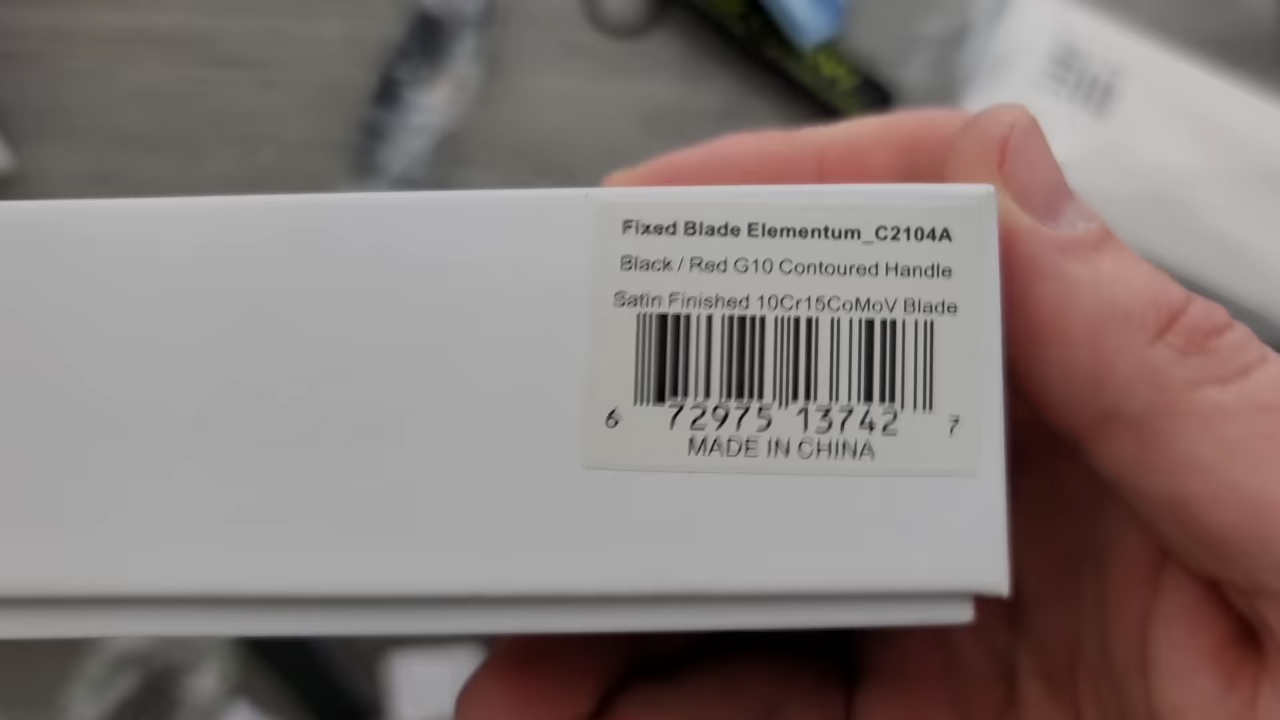 Fixed Blade Elementum_C2104A
Black / Red G10 Contoured Handle
Satin Finished 10Cr15CoMoV Blade
6 72975 13742 7
MADE IN CHINA